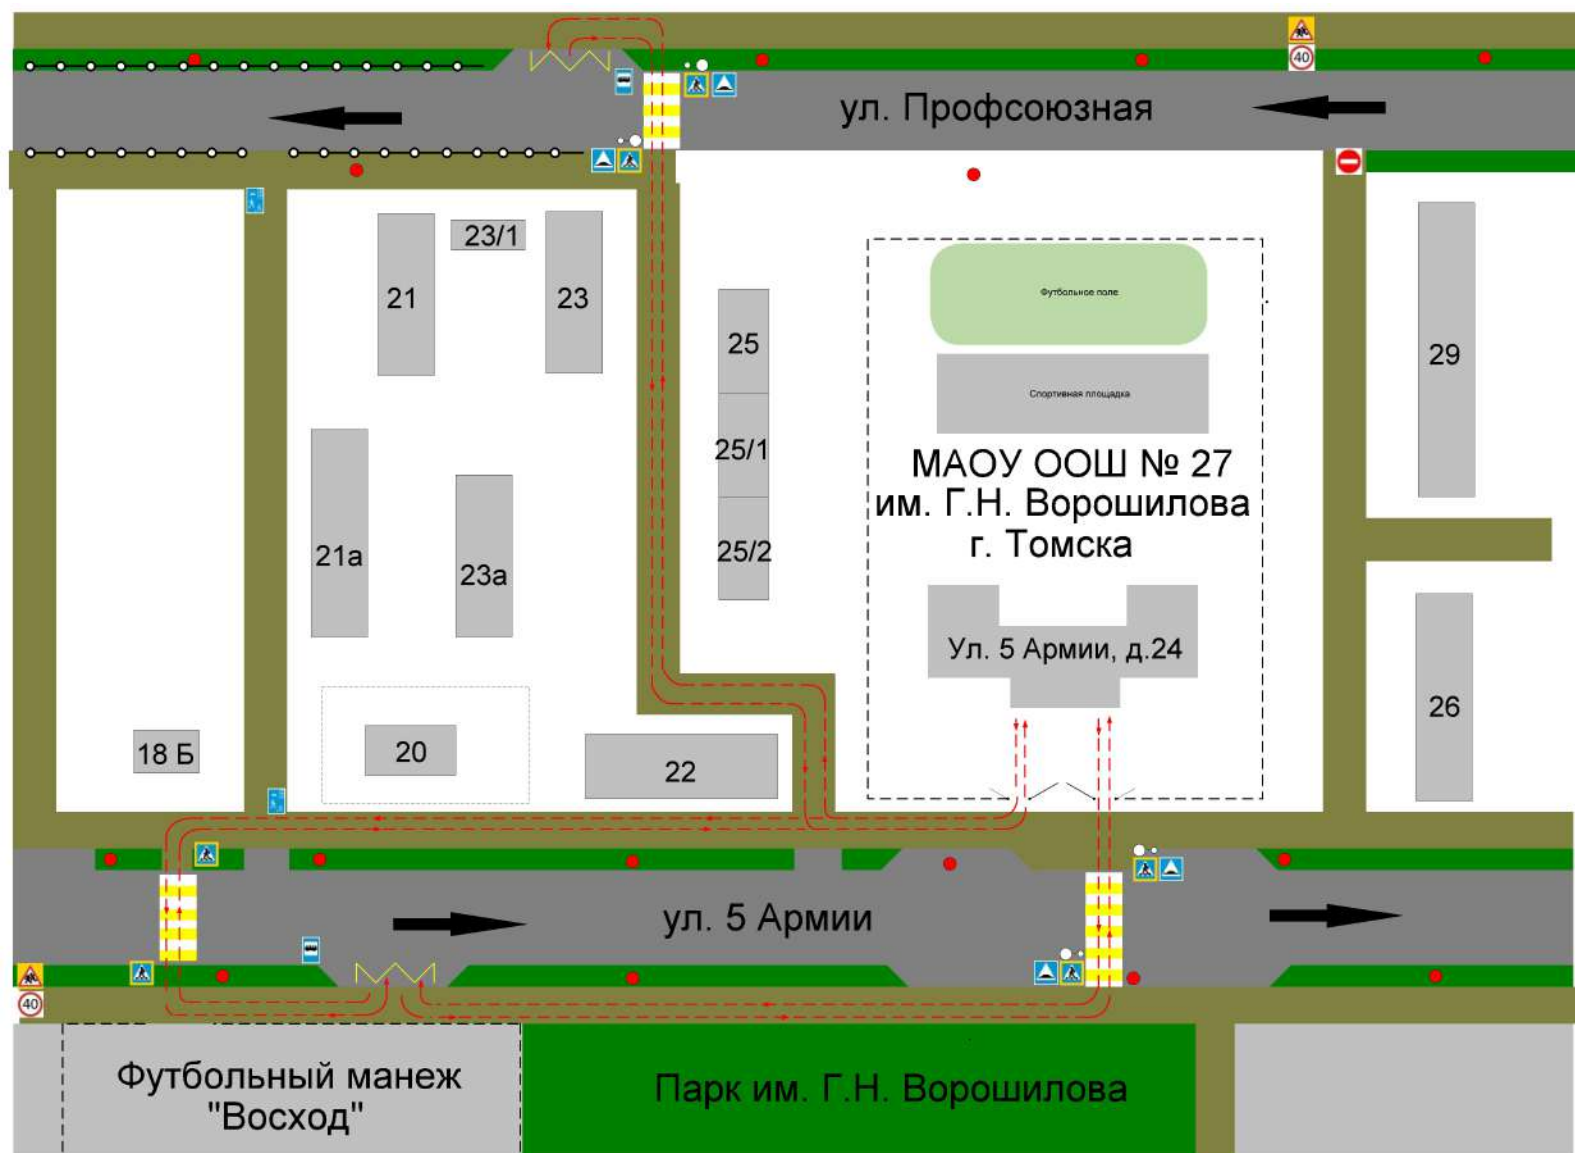 40
ул. Профсоюзная
21
23/1
23
25
25/1
25/2
21а
23а
Футбольное поле
Спортивная площадка
МАОУ ООШ № 27
им. Г.Н. Ворошилова
г. Томска
Ул. 5 Армии, д.24
29
26
18 Б
20
22
ул. 5 Армии
40
Футбольный манеж
"Восход"
Парк им. Г.Н. Ворошилова